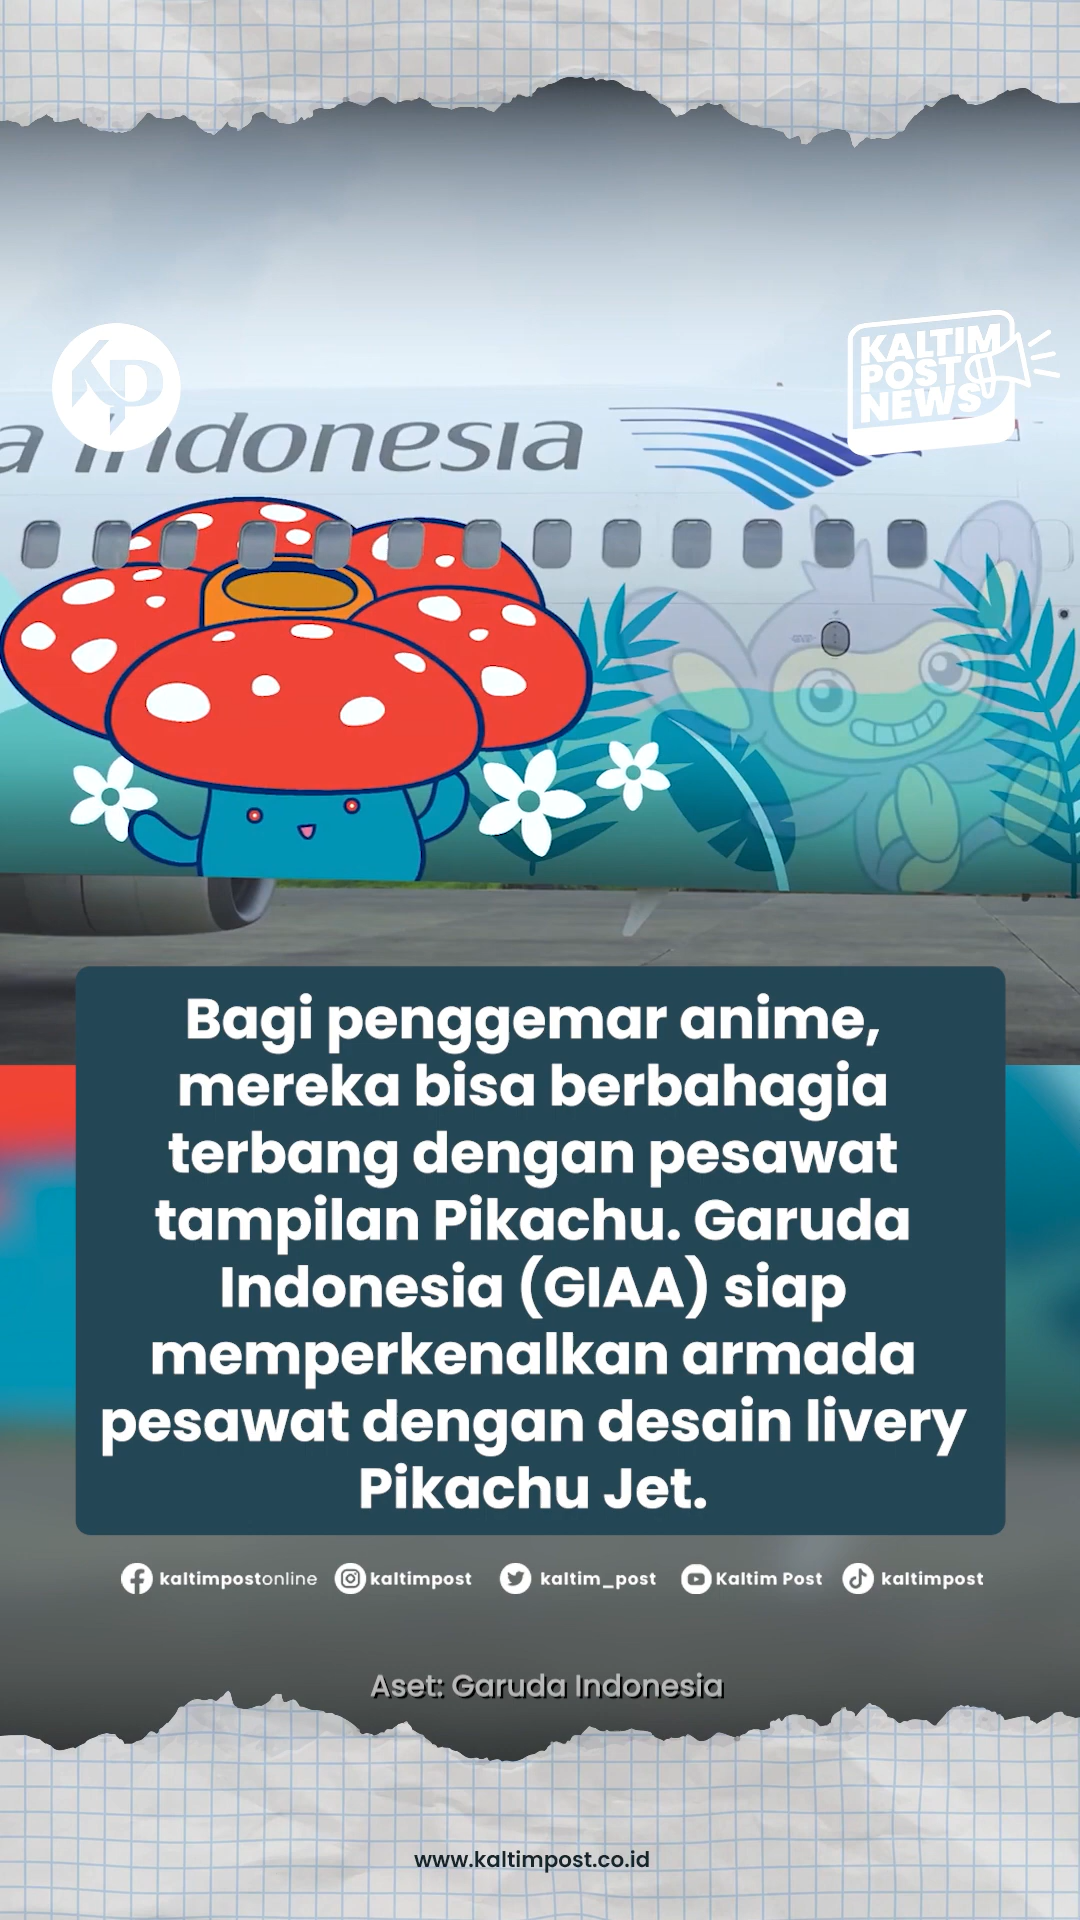 KP
KALTIM
POST
NEWS
a Indonesia
Bagi penggemar anime,
mereka bisa berbahagia
terbang dengan pesawat
tampilan Pikachu. Garuda
Indonesia (GIAA) siap
memperkenalkan armada
pesawat dengan desain livery
Pikachu Jet.
kaltimpostonline kaltimpost kaltim_post Kaltim Post kaltimpost
Aset: Garuda Indonesia
www.kaltimpost.co.id